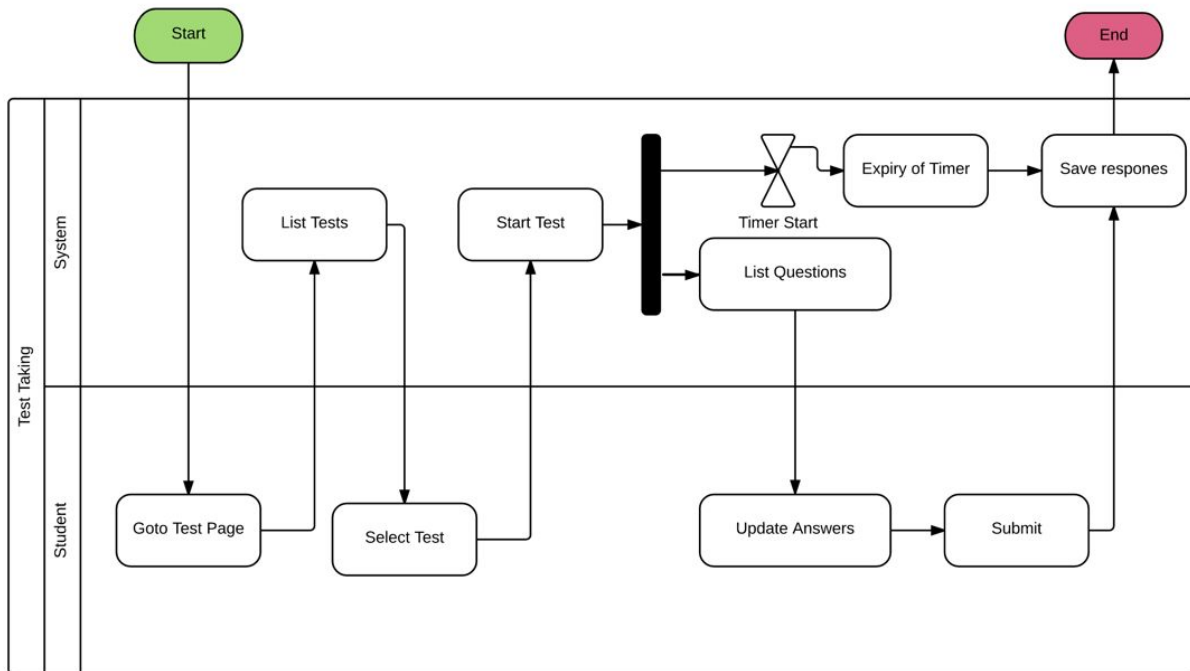 Start
End
Test Taking
System
List Tests
Start Test
Timer Start
Expiry of Timer
Save respones
List Questions
Student
Goto Test Page
Select Test
Update Answers
Submit